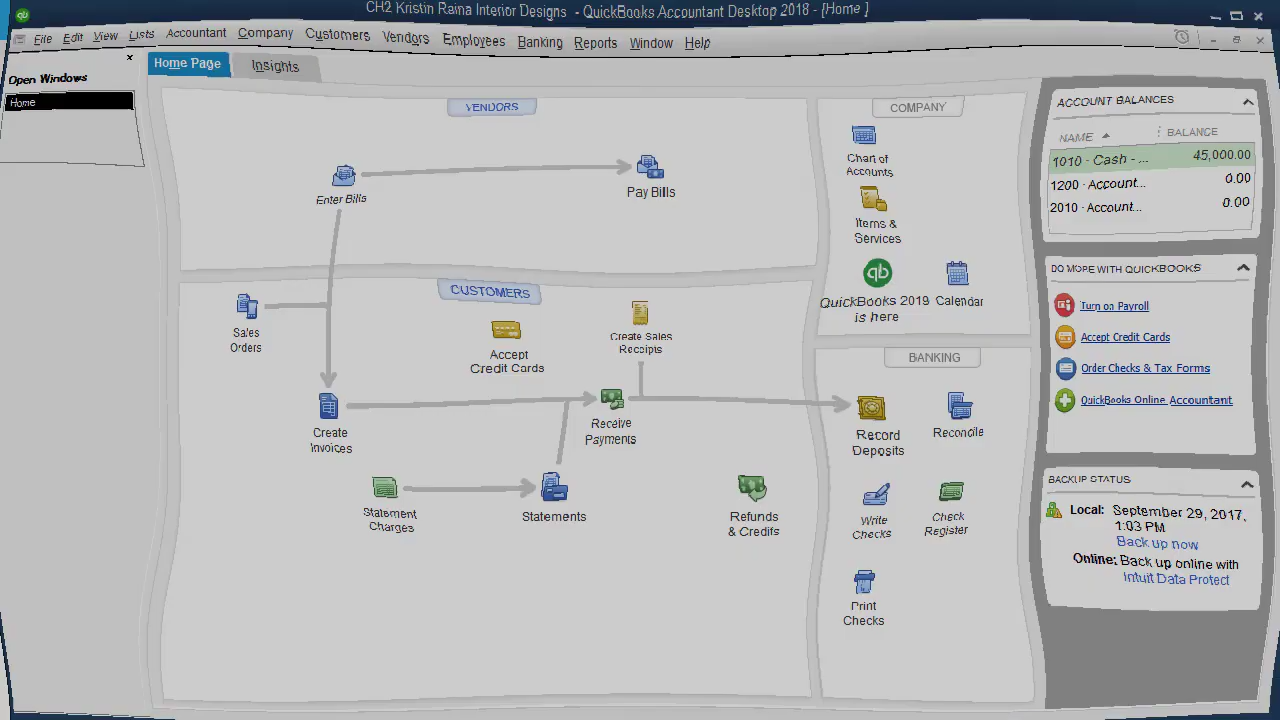 CH2 Kristin Raina Interior Designs - QuickBooks Accountant Desktop 2018 - [Home ]
File Edit View Lists Accountant Company Customers Vendors Employees Banking Reports Window Help
Open Windows
Home
Home Page
Insights
VENDORS
Enter Bills
Pay Bills
CUSTOMERS
Sales
Orders
Accept
Credit Cards
Create Sales
Receipts
Create
Invoices
Receive
Payments
Statement
Charges
Statements
Refunds
& Credits
COMPANY
Chart of
Accounts
Items &
Services
QuickBooks 2019
is here
Calendar
BANKING
Record
Deposits
Reconcile
Write
Checks
Check
Register
Print
Checks
ACCOUNT BALANCES
NAME BALANCE
1010 · Cash - ... 45,000.00
1200 · Account... 0.00
2010 · Account... 0.00
DO MORE WITH QUICKBOOKS
Turn on Payroll
Accept Credit Cards
Order Checks & Tax Forms
QuickBooks Online Accountant
BACKUP STATUS
Local: September 29, 2017,
1:03 PM
Back up now
Online: Back up online with
Intuit Data Protect